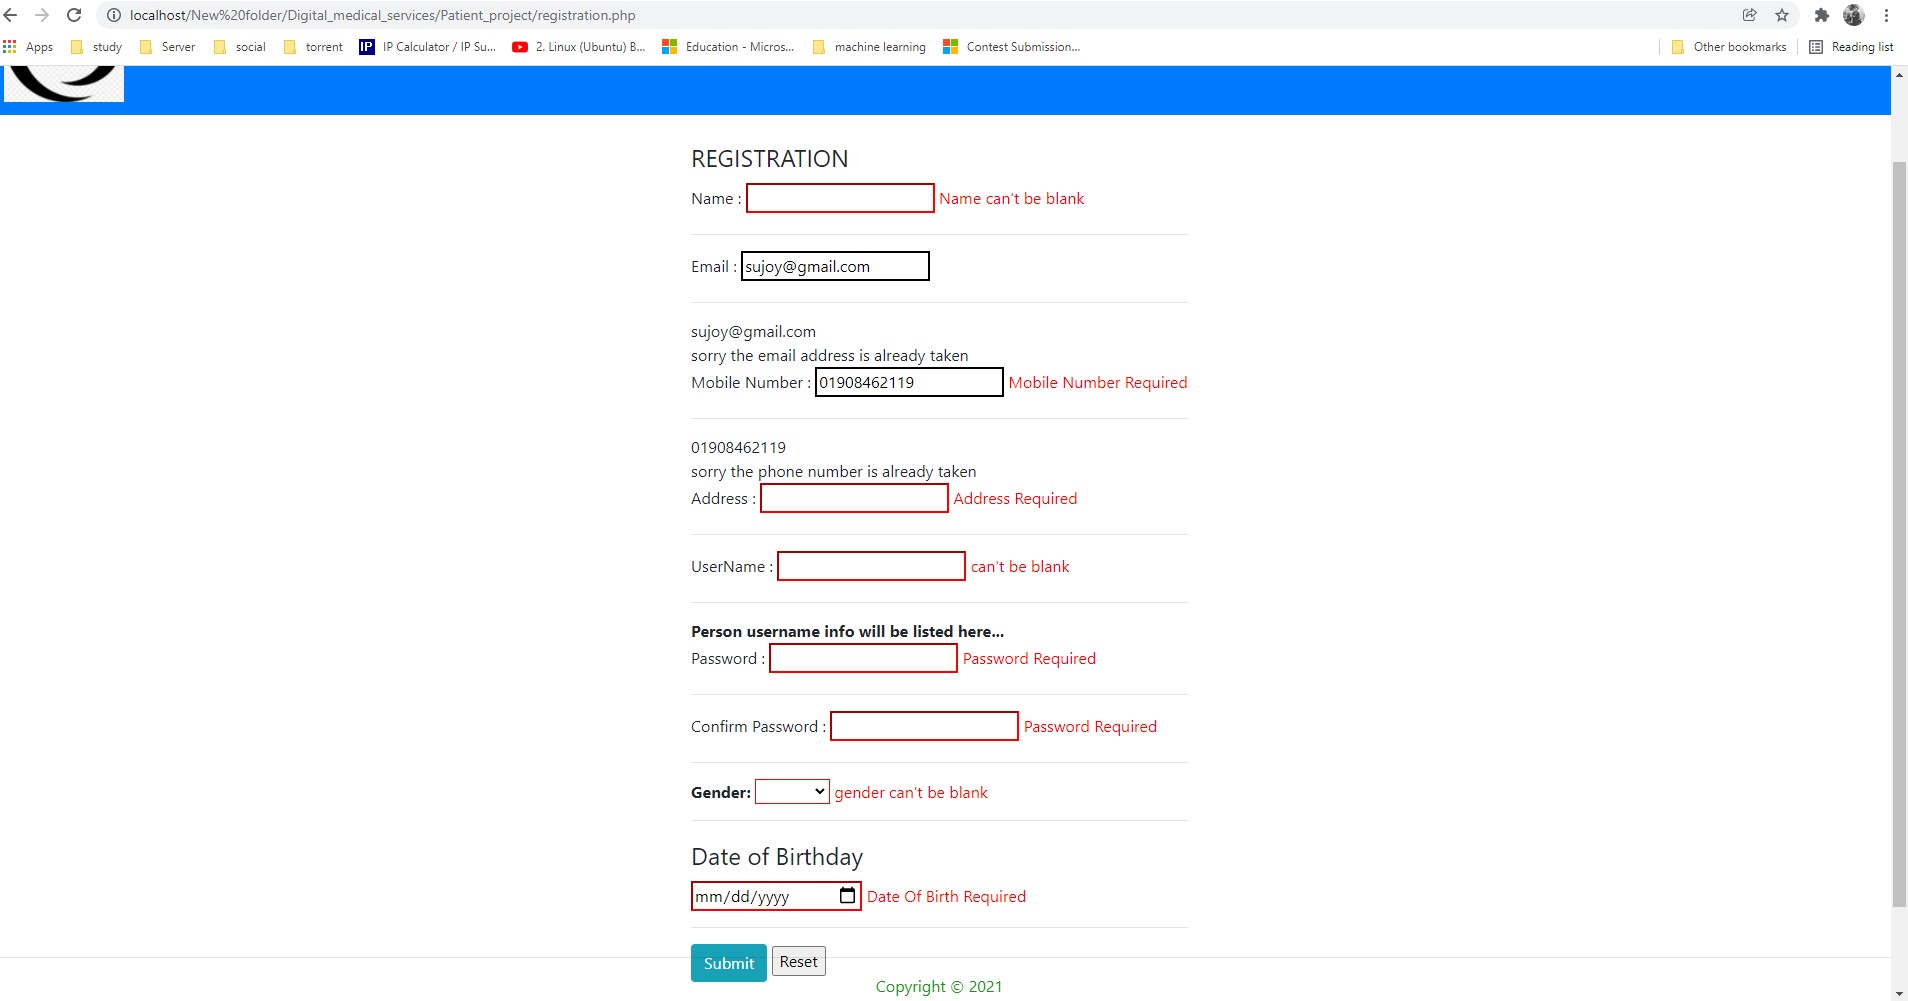 localhost/New%20folder/Digital_medical_services/Patient_project/registration.php
Apps study Server social torrent IP IP Calculator / IP Su... 2. Linux (Ubuntu) B... Education - Micros... machine learning Contest Submission... Other bookmarks Reading list
REGISTRATION
Name : Name can't be blank
Email : sujoy@gmail.com
sujoy@gmail.com
sorry the email address is already taken
Mobile Number : 01908462119 Mobile Number Required
01908462119
sorry the phone number is already taken
Address : Address Required
UserName : can't be blank
Person username info will be listed here...
Password : Password Required
Confirm Password : Password Required
Gender: gender can't be blank
Date of Birthday
mm/dd/yyyy Date Of Birth Required
Submit Reset
Copyright © 2021